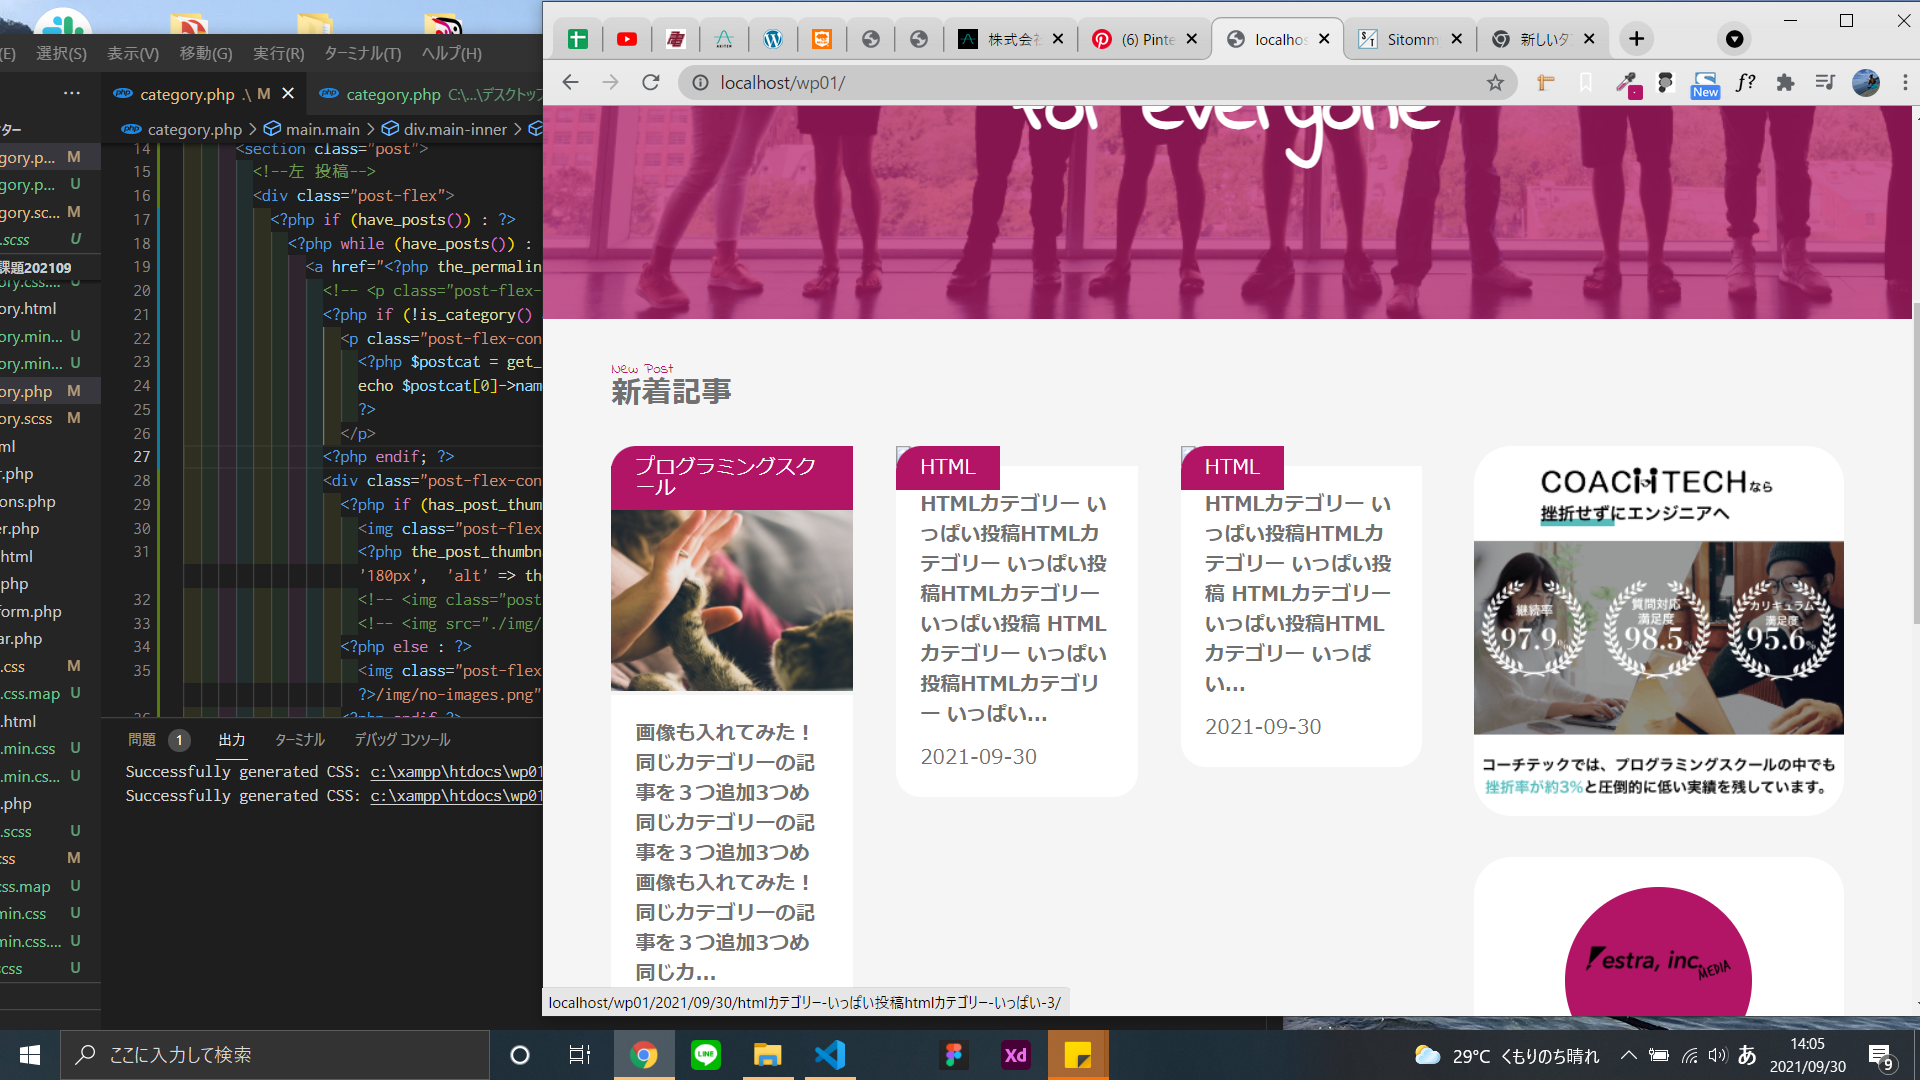 (E) 選択(S) 表示(V) 移動(G) 実行(R) ターミナル(T) ヘルプ(H)
category.php .\ M
category.php C:\...\デスクトップ
category.php > main.main > div.main-inner >
ター
gory.p... M
gory.p... U
gory.sc... M
.scss U
課題202109
ory.css.... U
ory.html
ory.min... U
ory.min... U
ory.php M
ory.scss M
ml
r.php
ons.php
er.php
html
php
form.php
ar.php
.css M
.css.map U
.html
.min.css U
.min.cs... U
.php
.scss U
css M
css.map U
min.css U
min.css.... U
scss U
14 <section class="post">
15 <!--左 投稿-->
16 <div class="post-flex">
17 <?php if (have_posts()) : ?>
18 <?php while (have_posts()) :
19 <a href="<?php the_permalin
20 <!-- <p class="post-flex-
21 <?php if (!is_category()
22 <p class="post-flex-con
23 <?php $postcat = get_
24 echo $postcat[0]->nam
25 ?>
26 </p>
27 <?php endif; ?>
28 <div class="post-flex-con
29 <?php if (has_post_thum
30 <img class="post-flex
31 <?php the_post_thumbn
'180px', 'alt' => the
32 <!-- <img class="post
33 <!-- <img src="./img/
34 <?php else : ?>
35 <img class="post-flex
?>/img/no-images.png"
36 <?php endif ?>
問題 1 出力 ターミナル デバッグ コンソール
Successfully generated CSS: c:\xampp\htdocs\wp01
Successfully generated CSS: c:\xampp\htdocs\wp01
株式会社
(6) Pinte
localhos
Sitomm
新しいタブ
localhost/wp01/
New
f?
for everyone
New Post
新着記事
プログラミングスク
ール
画像も入れてみた！
同じカテゴリーの記
事を３つ追加3つめ
同じカテゴリーの記
事を３つ追加3つめ
画像も入れてみた！
同じカテゴリーの記
事を３つ追加3つめ
同じカ...
HTML
HTMLカテゴリー い
っぱい投稿HTMLカ
テゴリー いっぱい投
稿HTMLカテゴリー
いっぱい投稿 HTML
カテゴリー いっぱい
投稿HTMLカテゴリ
ー いっぱい...
2021-09-30
HTML
HTMLカテゴリー い
っぱい投稿HTMLカ
テゴリー いっぱい投
稿 HTMLカテゴリー
いっぱい投稿HTML
カテゴリー いっぱ
い...
2021-09-30
COACHTECHなら
挫折せずにエンジニアへ
継続率
97.9%
質問対応
満足度
98.5%
カリキュラム
満足度
95.6%
コーチテックでは、プログラミングスクールの中でも
挫折率が約3%と圧倒的に低い実績を残しています。
estra, inc.
MEDIA
localhost/wp01/2021/09/30/htmlカテゴリー-いっぱい投稿htmlカテゴリー-いっぱい-3/
ここに入力して検索
LINE
Xd
29°C くもりのち晴れ
あ
14:05
2021/09/30
9